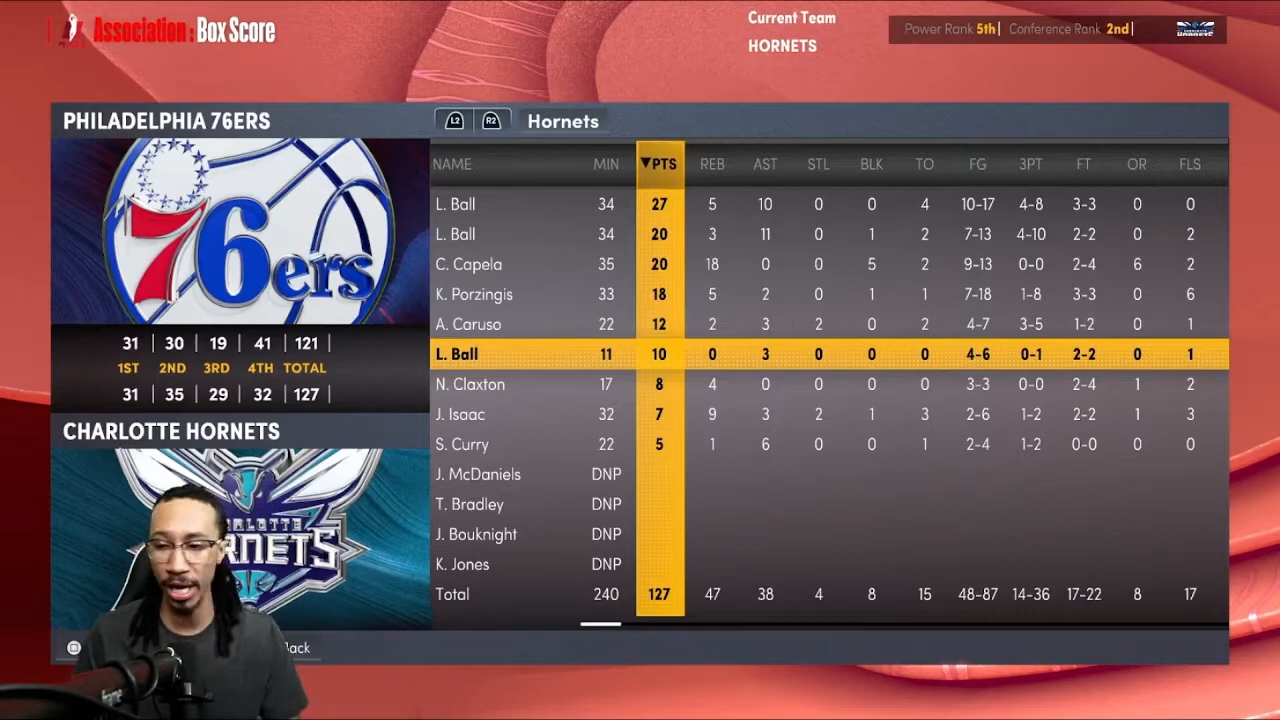 Association : Box Score
Current Team
HORNETS
Power Rank 5th | Conference Rank 2nd |
PHILADELPHIA 76ERS
76ers
31 | 30 | 19 | 41 | 121 |
1ST 2ND 3RD 4TH TOTAL
31 | 35 | 29 | 32 | 127 |
CHARLOTTE HORNETS
L2 R2 Hornets
NAME MIN ▼PTS REB AST STL BLK TO FG 3PT FT OR FLS
L. Ball 34 27 5 10 0 0 4 10-17 4-8 3-3 0 0
L. Ball 34 20 3 11 0 1 2 7-13 4-10 2-2 0 2
C. Capela 35 20 18 0 0 5 2 9-13 0-0 2-4 6 2
K. Porzingis 33 18 5 2 0 1 1 7-18 1-8 3-3 0 6
A. Caruso 22 12 2 3 2 0 2 4-7 3-5 1-2 0 1
L. Ball 11 10 0 3 0 0 0 4-6 0-1 2-2 0 1
N. Claxton 17 8 4 0 0 0 0 3-3 0-0 2-4 1 2
J. Isaac 32 7 9 3 2 1 3 2-6 1-2 2-2 1 3
S. Curry 22 5 1 6 0 0 1 2-4 1-2 0-0 0 0
J. McDaniels DNP
T. Bradley DNP
J. Bouknight DNP
K. Jones DNP
Total 240 127 47 38 4 8 15 48-87 14-36 17-22 8 17